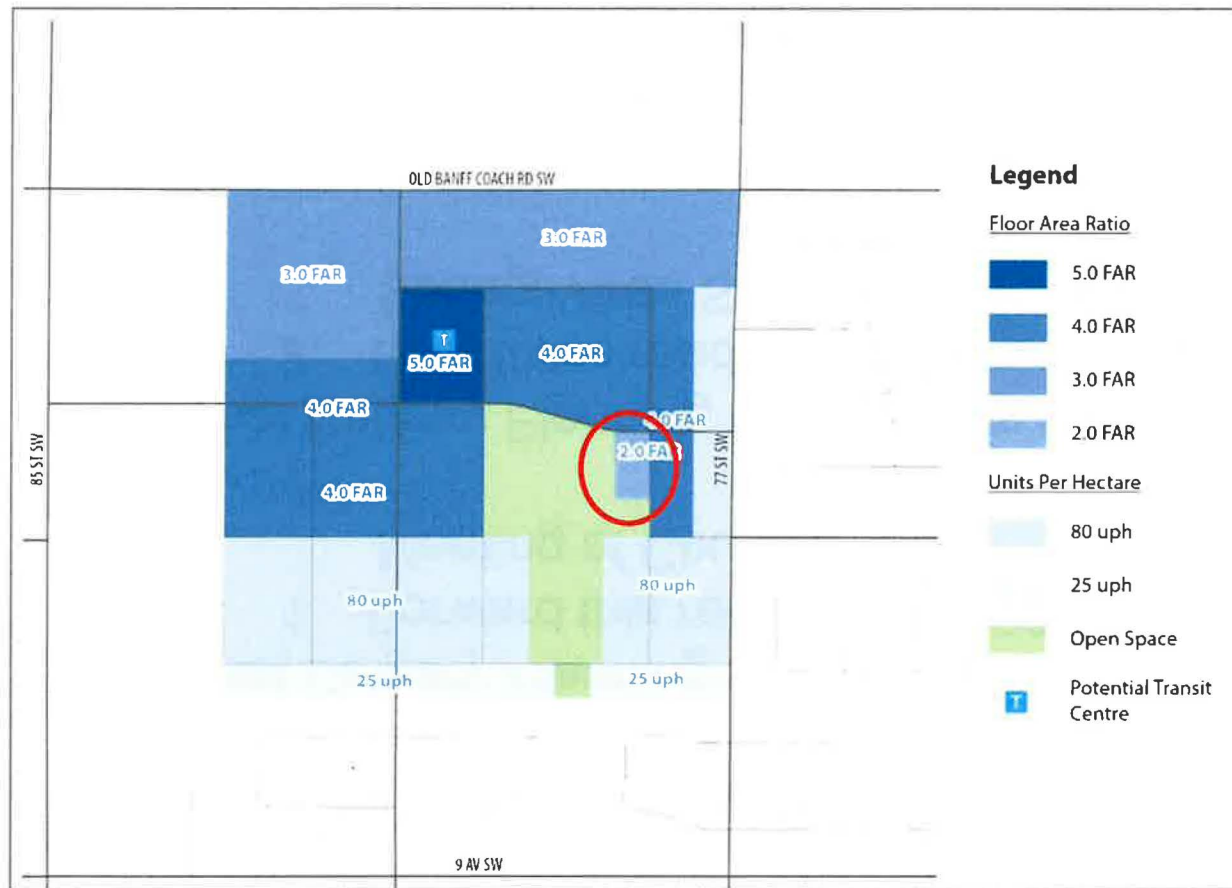 OLD BANFF COACH RD SW
3.0 FAR
3.0 FAR
T
5.0 FAR
4.0 FAR
4.0 FAR
4.0 FAR
2.0 FAR
4.0 FAR
85 ST SW
77 ST SW
80 uph
80 uph
25 uph
25 uph
9 AV SW
Legend
Floor Area Ratio
5.0 FAR
4.0 FAR
3.0 FAR
2.0 FAR
Units Per Hectare
80 uph
25 uph
Open Space
T
Potential Transit
Centre